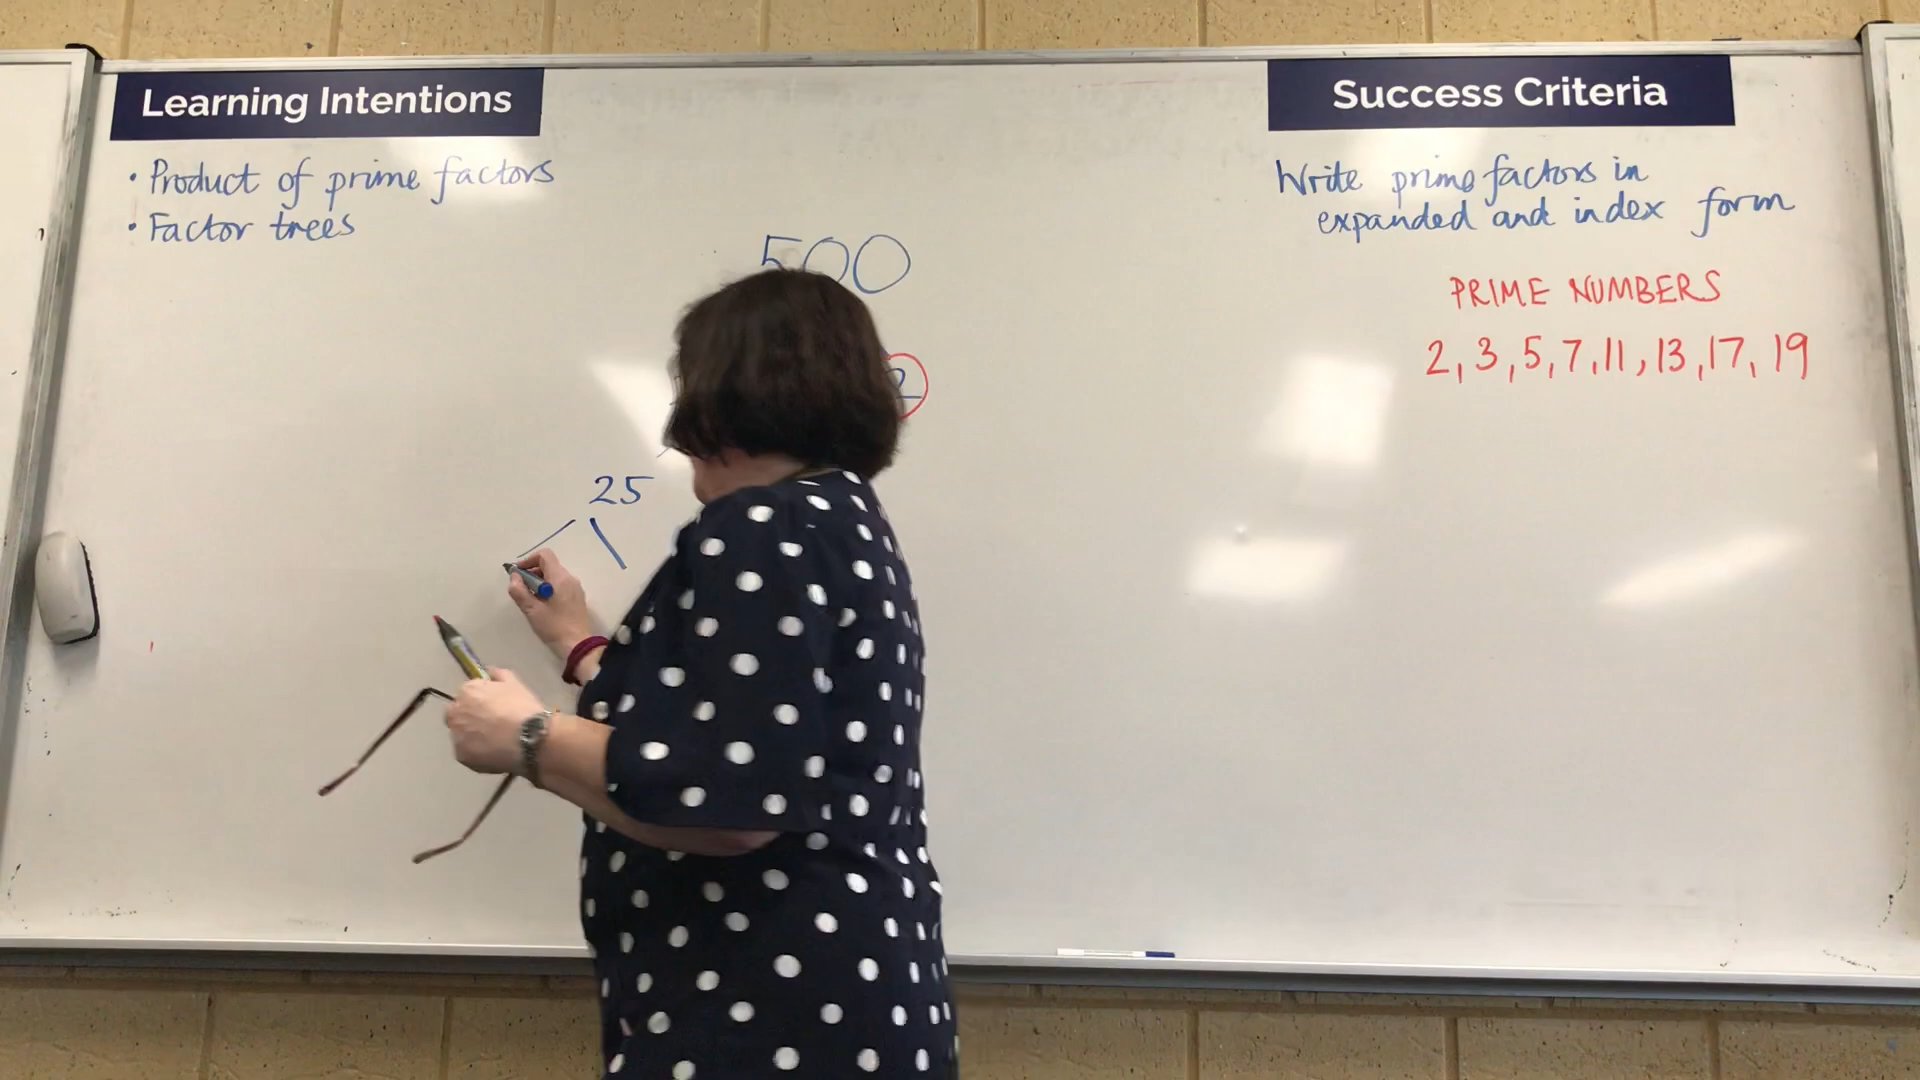 Learning Intentions
• Product of prime factors
• Factor trees
Success Criteria
Write prime factors in
expanded and index form
PRIME NUMBERS
2, 3, 5, 7, 11, 13, 17, 19
500
2
25